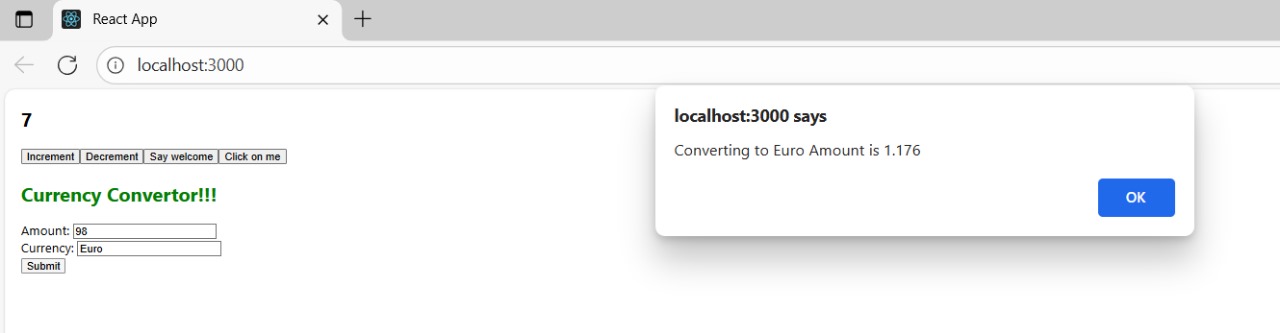 React App
localhost:3000
localhost:3000 says
Converting to Euro Amount is 1.176
OK
7
Increment Decrement Say welcome Click on me
Currency Convertor!!!
Amount: 98
Currency: Euro
Submit